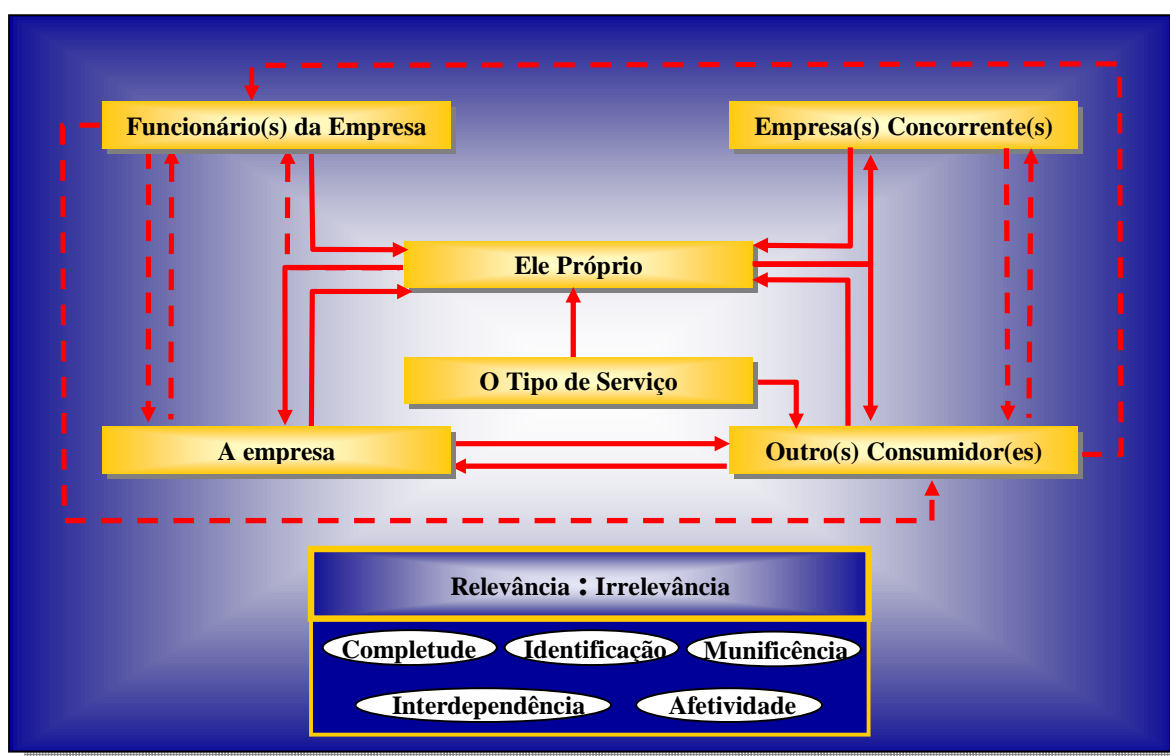 Funcionário(s) da Empresa
Empresa(s) Concorrente(s)
Ele Próprio
O Tipo de Serviço
A empresa
Outro(s) Consumidor(es)
Relevância : Irrelevância
Completude
Identificação
Munificência
Interdependência
Afetividade